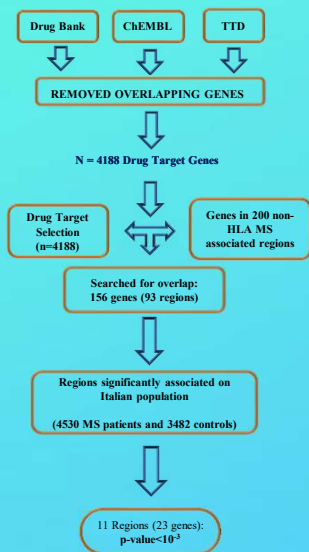 Drug Bank
ChEMBL
TTD
REMOVED OVERLAPPING GENES
N = 4188 Drug Target Genes
Drug Target
Selection
(n=4188)
Genes in 200 non-
HLA MS
associated regions
Searched for overlap:
156 genes (93 regions)
Regions significantly associated on
Italian population
(4530 MS patients and 3482 controls)
11 Regions (23 genes):
p-value<10⁻³